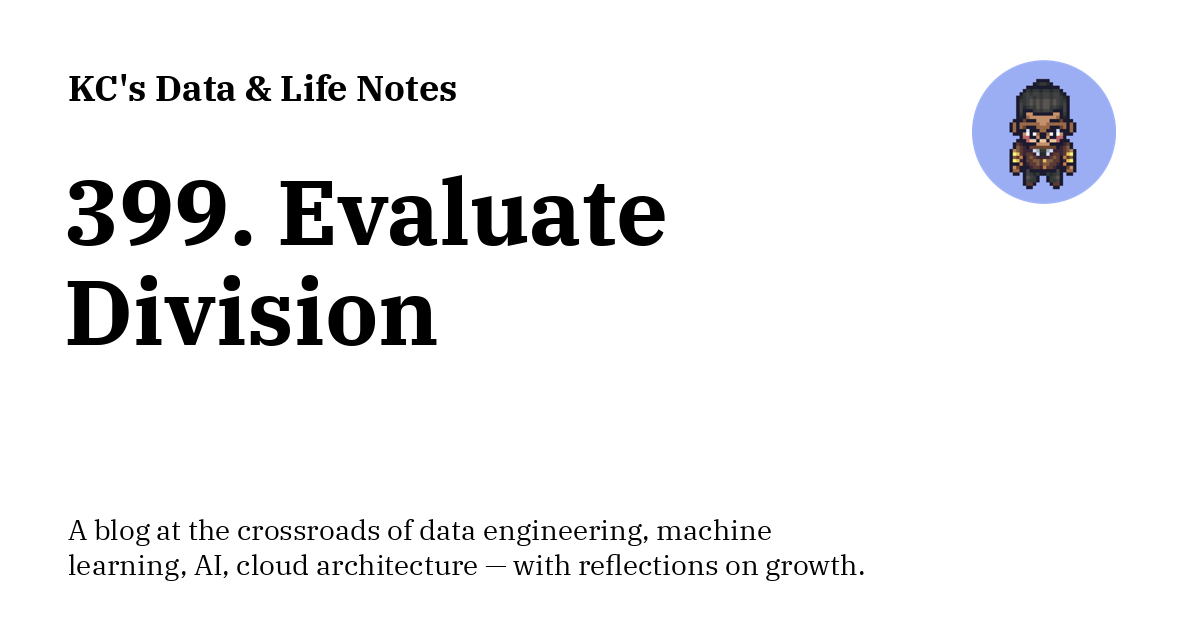 KC's Data & Life Notes
399. Evaluate
Division
A blog at the crossroads of data engineering, machine
learning, AI, cloud architecture — with reflections on growth.